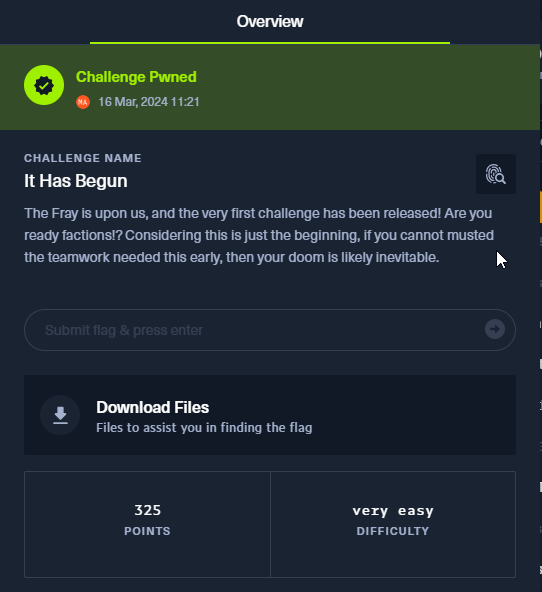 Overview
Challenge Pwned
NA 16 Mar, 2024 11:21
CHALLENGE NAME
It Has Begun
The Fray is upon us, and the very first challenge has been released! Are you
ready factions!? Considering this is just the beginning, if you cannot musted
the teamwork needed this early, then your doom is likely inevitable.
Submit flag & press enter
Download Files
Files to assist you in finding the flag
325
POINTS
very easy
DIFFICULTY